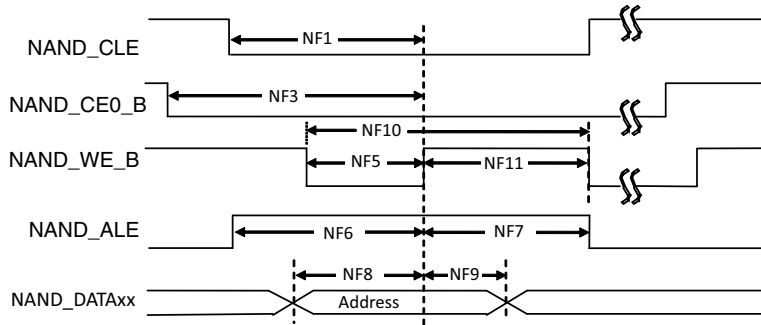 NF1
NAND_CLE
NF3
NAND_CE0_B
NF10
NAND_WE_B
NF5
NF11
NAND_ALE
NF6
NF7
NF8
NF9
NAND_DATAxx
Address